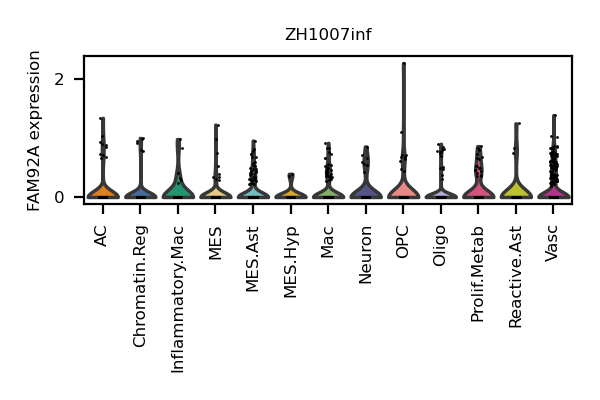 ZH1007inf
FAM92A expression
2
0
AC
Chromatin.Reg
Inflammatory.Mac
MES
MES.Ast
MES.Hyp
Mac
Neuron
OPC
Oligo
Prolif.Metab
Reactive.Ast
Vasc